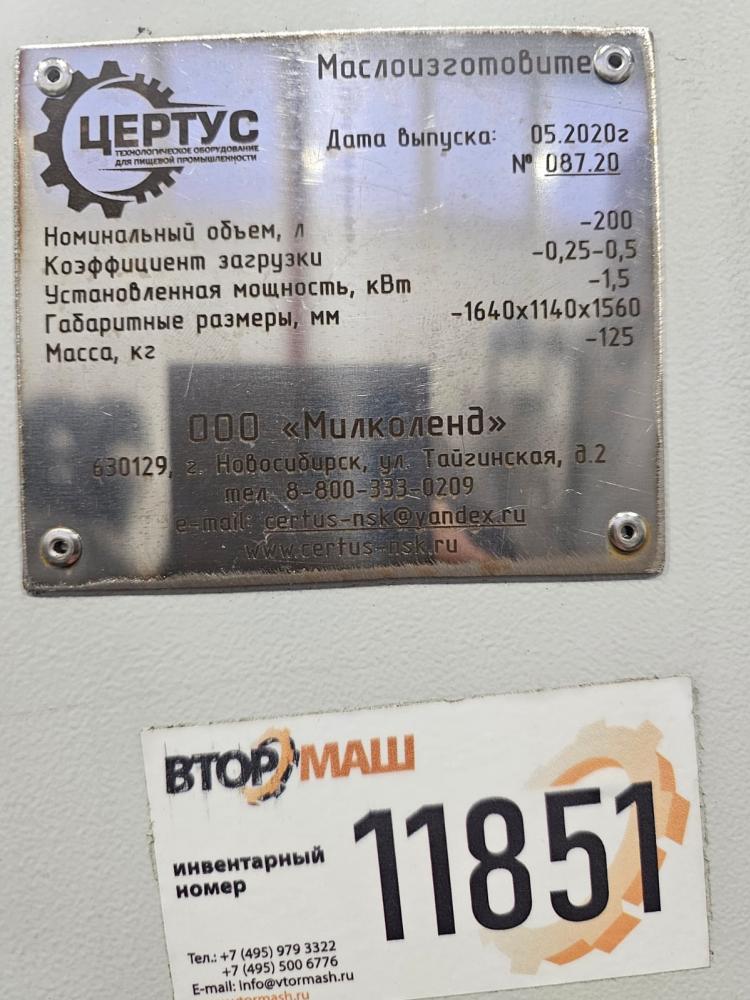 Маслоизготовите
ЦЕРТУС
ТЕХНОЛОГИЧЕСКОЕ ОБОРУДОВАНИЕ
ДЛЯ ПИЩЕВОЙ ПРОМЫШЛЕННОСТИ
Дата выпуска: 05.2020г
№ 087.20
Номинальный объем, л -200
Коэффициент загрузки -0,25-0,5
Установленная мощность, кВт -1,5
Габаритные размеры, мм -1640x1140x1560
Масса, кг -125
ООО «Милколенд»
630129, г. Новосибирск, ул. Тайгинская, д.2
тел. 8-800-333-0209
e-mail: certus-nsk@yandex.ru
www.certus-nsk.ru
ВТОРМАШ
инвентарный
номер
11851
Тел.: +7 (495) 979 3322
+7 (495) 500 6776
E-mail: Info@vtormash.ru
vtormash.ru